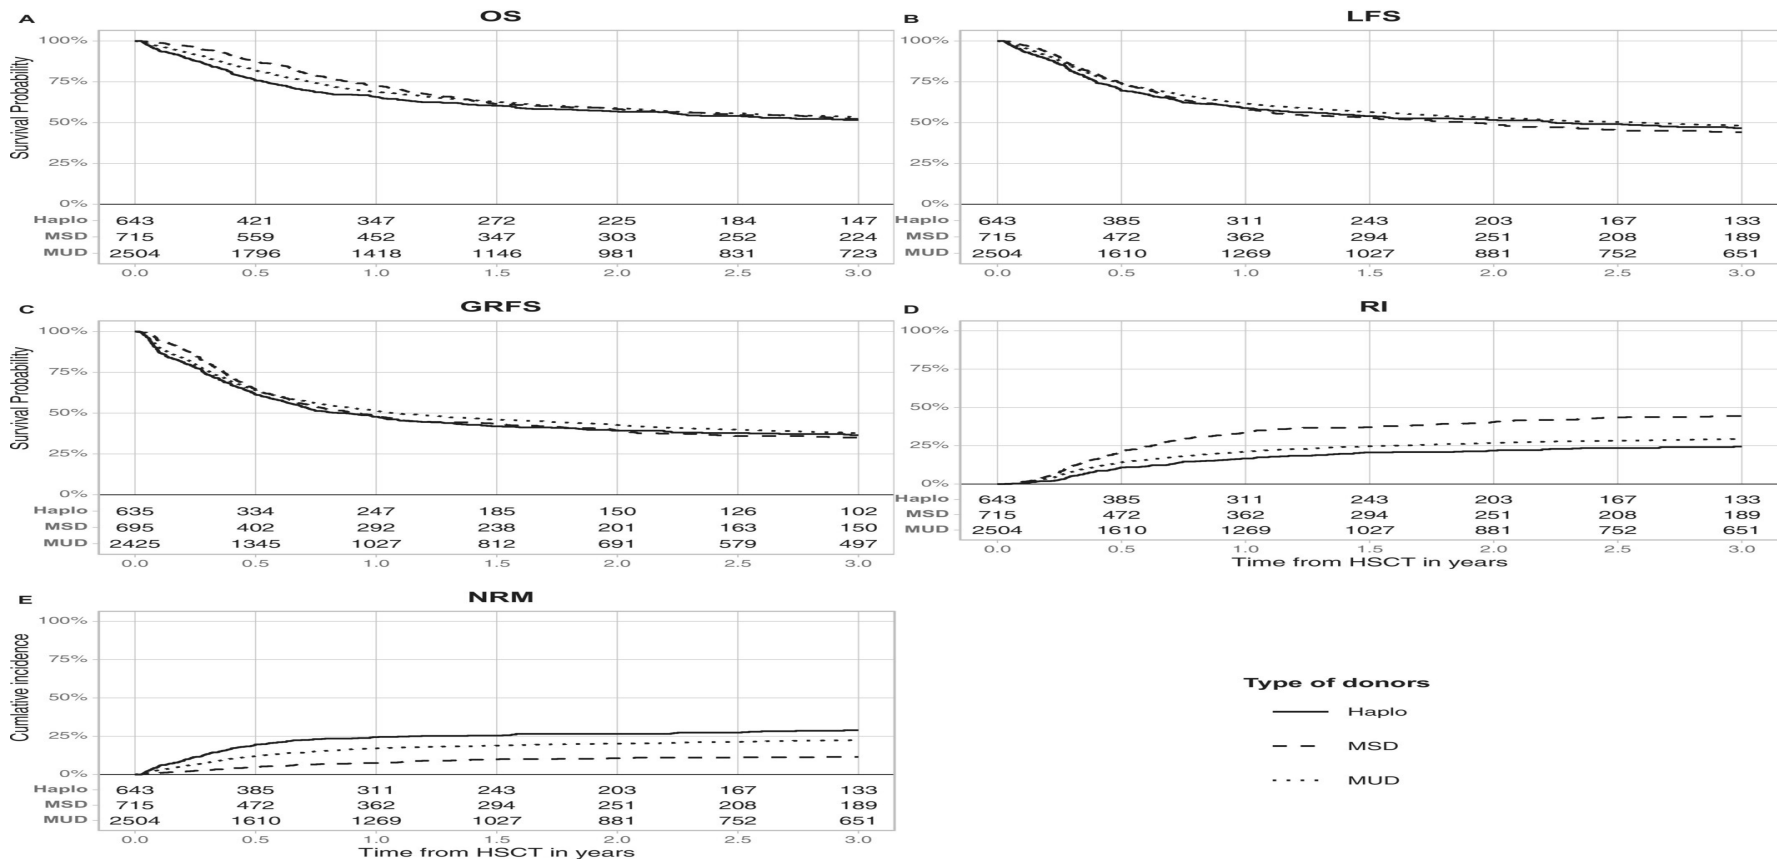 A
OS
Survival Probability
100%
75%
50%
25%
0%
Haplo 643 421 347 272 225 184 147
MSD 715 559 452 347 303 252 224
MUD 2504 1796 1418 1146 981 831 723
0.0 0.5 1.0 1.5 2.0 2.5 3.0
B
LFS
Survival Probability
100%
75%
50%
25%
0%
Haplo 643 385 311 243 203 167 133
MSD 715 472 362 294 251 208 189
MUD 2504 1610 1269 1027 881 752 651
0.0 0.5 1.0 1.5 2.0 2.5 3.0
C
GRFS
Survival Probability
100%
75%
50%
25%
0%
Haplo 635 334 247 185 150 126 102
MSD 695 402 292 238 201 163 150
MUD 2425 1345 1027 812 691 579 497
0.0 0.5 1.0 1.5 2.0 2.5 3.0
D
RI
100%
75%
50%
25%
0%
Haplo 643 385 311 243 203 167 133
MSD 715 472 362 294 251 208 189
MUD 2504 1610 1269 1027 881 752 651
0.0 0.5 1.0 1.5 2.0 2.5 3.0
Time from HSCT in years
E
NRM
Cumlative incidence
100%
75%
50%
25%
0%
Haplo 643 385 311 243 203 167 133
MSD 715 472 362 294 251 208 189
MUD 2504 1610 1269 1027 881 752 651
0.0 0.5 1.0 1.5 2.0 2.5 3.0
Time from HSCT in years
Type of donors
Haplo
MSD
MUD